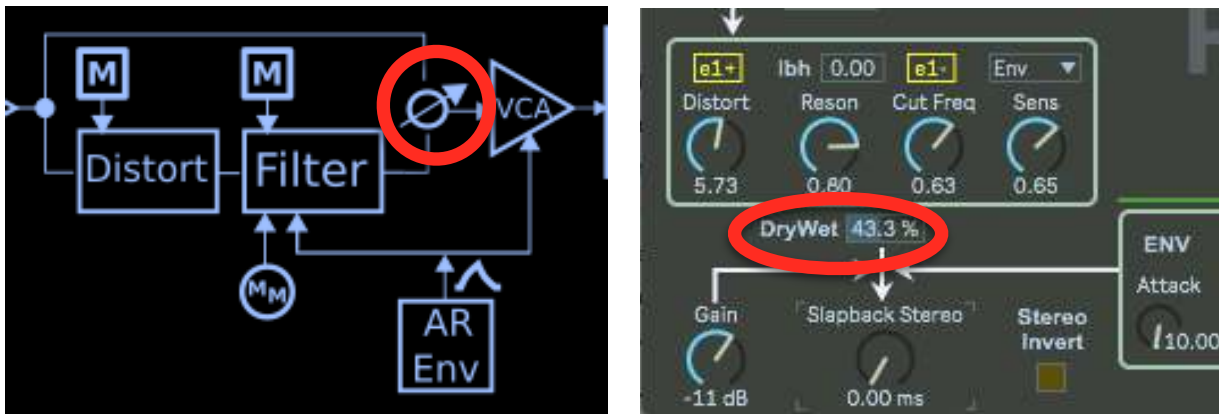 M
M
VCA
Distort
Filter
MM
AR
Env
e1+
lbh 0.00
e1-
Env
Distort
Reson
Cut Freq
Sens
5.73
0.80
0.63
0.65
DryWet 43.3 %
ENV
Attack
10.00
Gain
Slapback Stereo
Stereo
Invert
-11 dB
0.00 ms